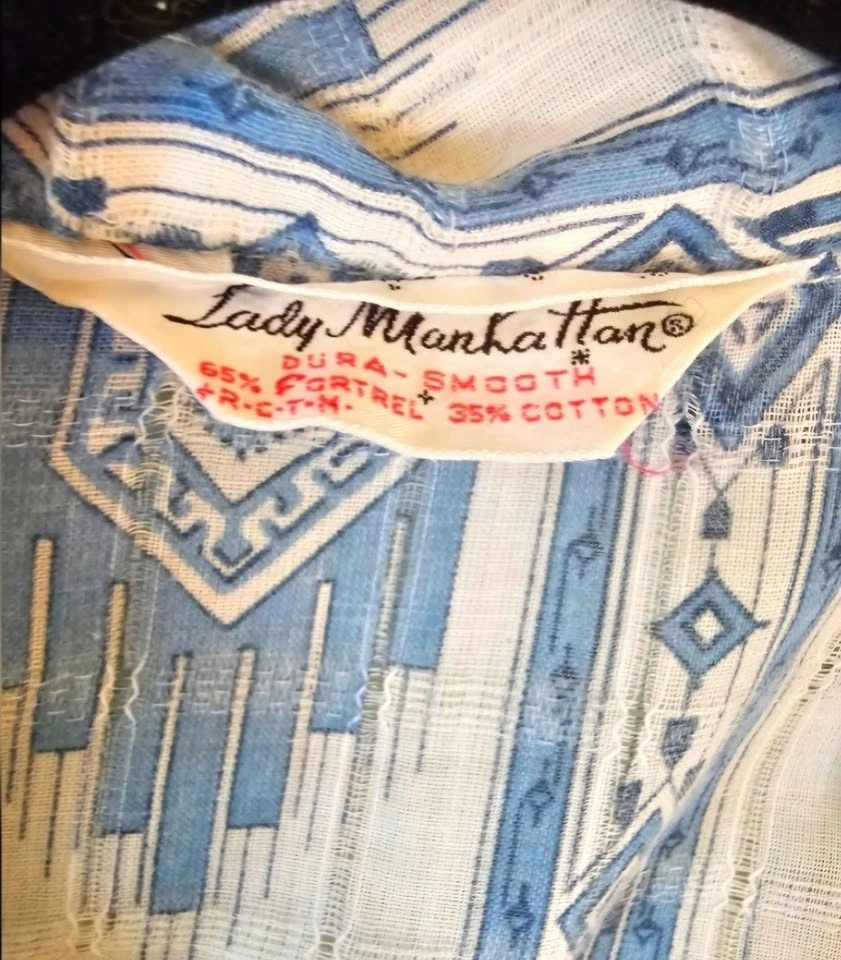 Lady Manhattan®
DURA-SMOOTH*
65% FORTREL+ 35% COTTON
+R·C·T·M·